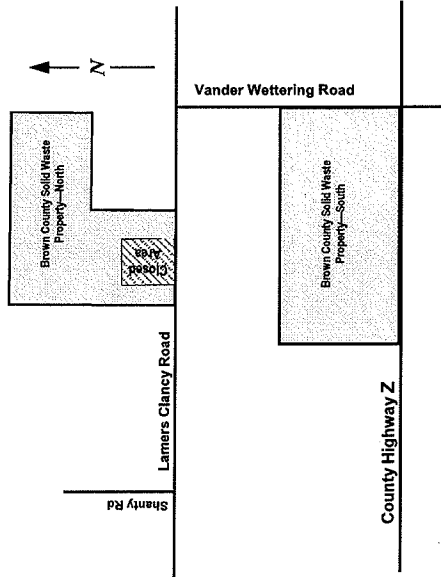 N
Vander Wettering Road
Brown County Solid Waste
Property—North
Closed
Area
Brown County Solid Waste
Property—South
Lamers Clancy Road
Shanty Rd
County Highway Z